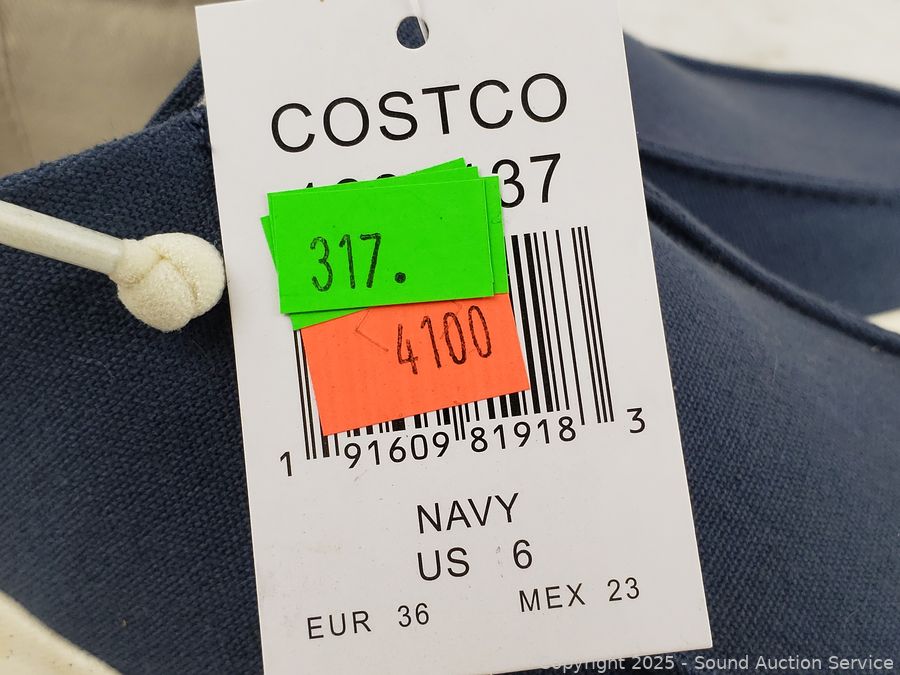 COSTCO
37
317.
4100
1 91609 81918 3
NAVY
US 6
EUR 36 MEX 23
Copyright 2025 - Sound Auction Service